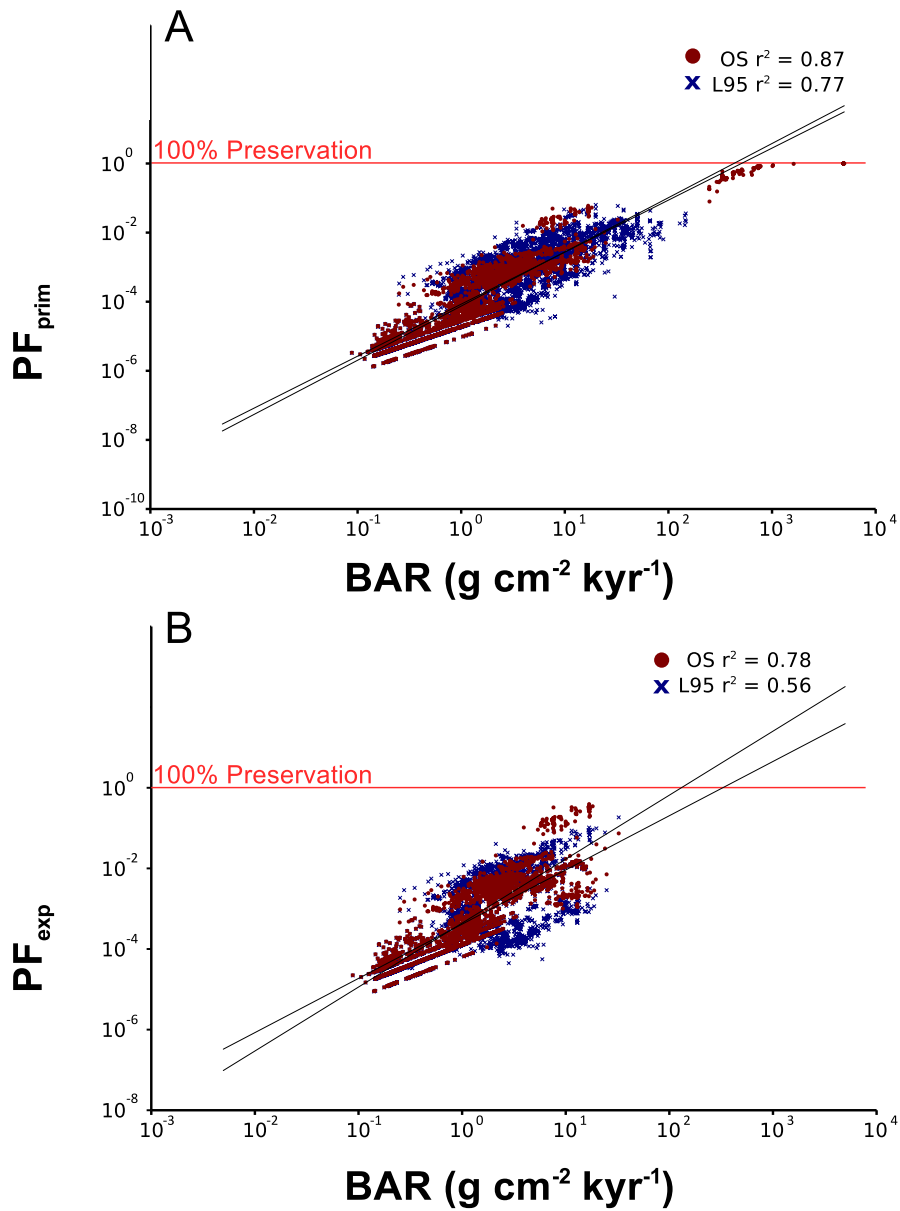 A
OS r² = 0.87
L95 r² = 0.77
100% Preservation
10⁰
10⁻²
10⁻⁴
10⁻⁶
10⁻⁸
10⁻¹⁰
PFprim
10⁻³ 10⁻² 10⁻¹ 10⁰ 10¹ 10² 10³ 10⁴
BAR (g cm⁻² kyr⁻¹)
B
OS r² = 0.78
L95 r² = 0.56
100% Preservation
10⁰
10⁻²
10⁻⁴
10⁻⁶
10⁻⁸
PFexp
10⁻³ 10⁻² 10⁻¹ 10⁰ 10¹ 10² 10³ 10⁴
BAR (g cm⁻² kyr⁻¹)